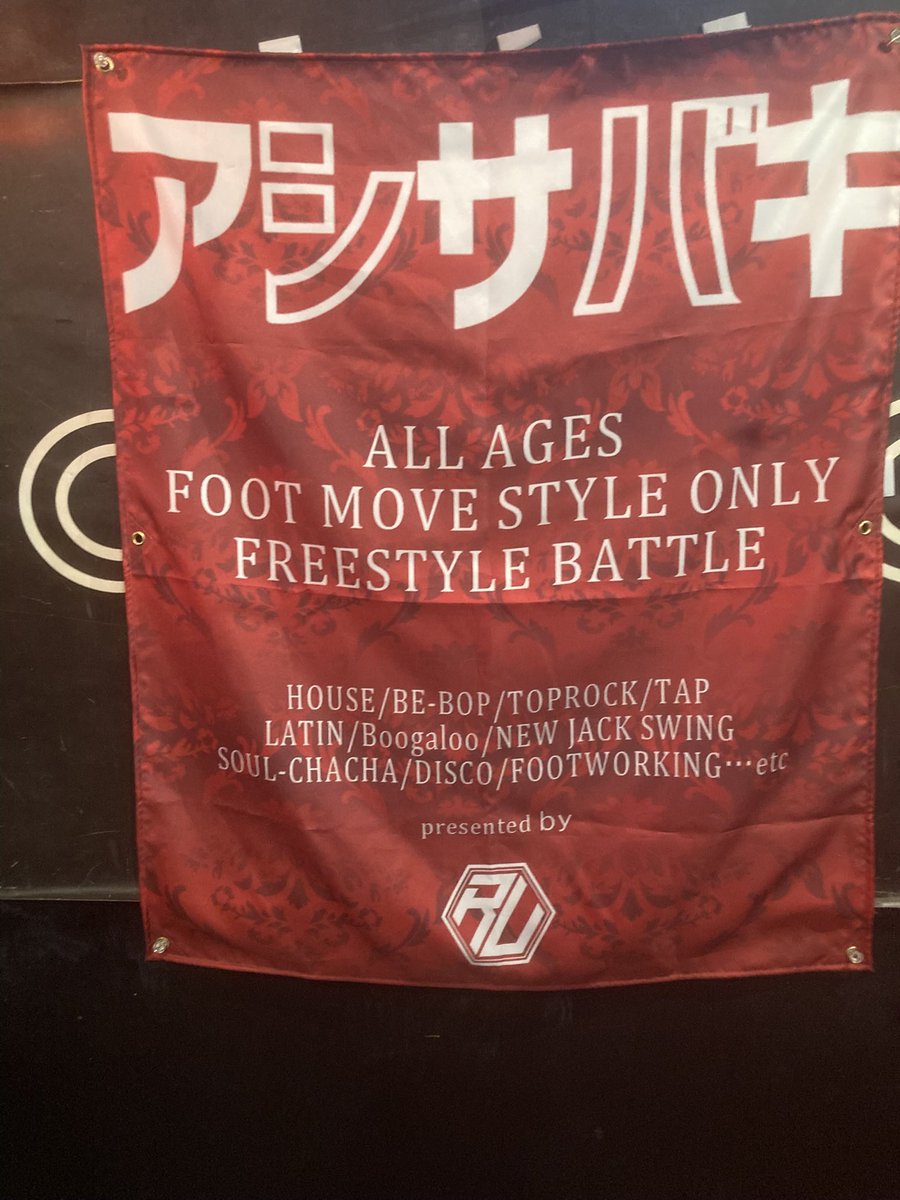 アシサバキ
ALL AGES
FOOT MOVE STYLE ONLY
FREESTYLE BATTLE
HOUSE/BE-BOP/TOPROCK/TAP
LATIN/Boogaloo/NEW JACK SWING
SOUL-CHACHA/DISCO/FOOTWORKING…etc
presented by
RU